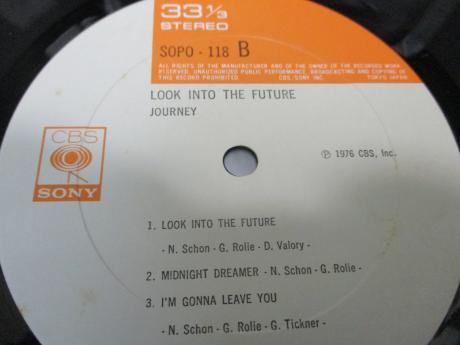 33 1/3
STEREO
SOPO - 118 B
ALL RIGHTS OF THE MANUFACTURER AND OF THE OWNER OF THE RECORDED WORK
RESERVED. UNAUTHORIZED PUBLIC PERFORMANCE, BROADCASTING AND COPYING OF
THIS RECORD PROHIBITED. CBS/SONY INC. TOKYO JAPAN
LOOK INTO THE FUTURE
JOURNEY
CBS
SONY
℗ 1976 CBS, Inc.
1. LOOK INTO THE FUTURE
- N. Schon - G. Rolie - D. Valory -
2. MIDNIGHT DREAMER - N. Schon - G. Rolie -
3. I'M GONNA LEAVE YOU
- N. Schon - G. Rolie - G. Tickner -